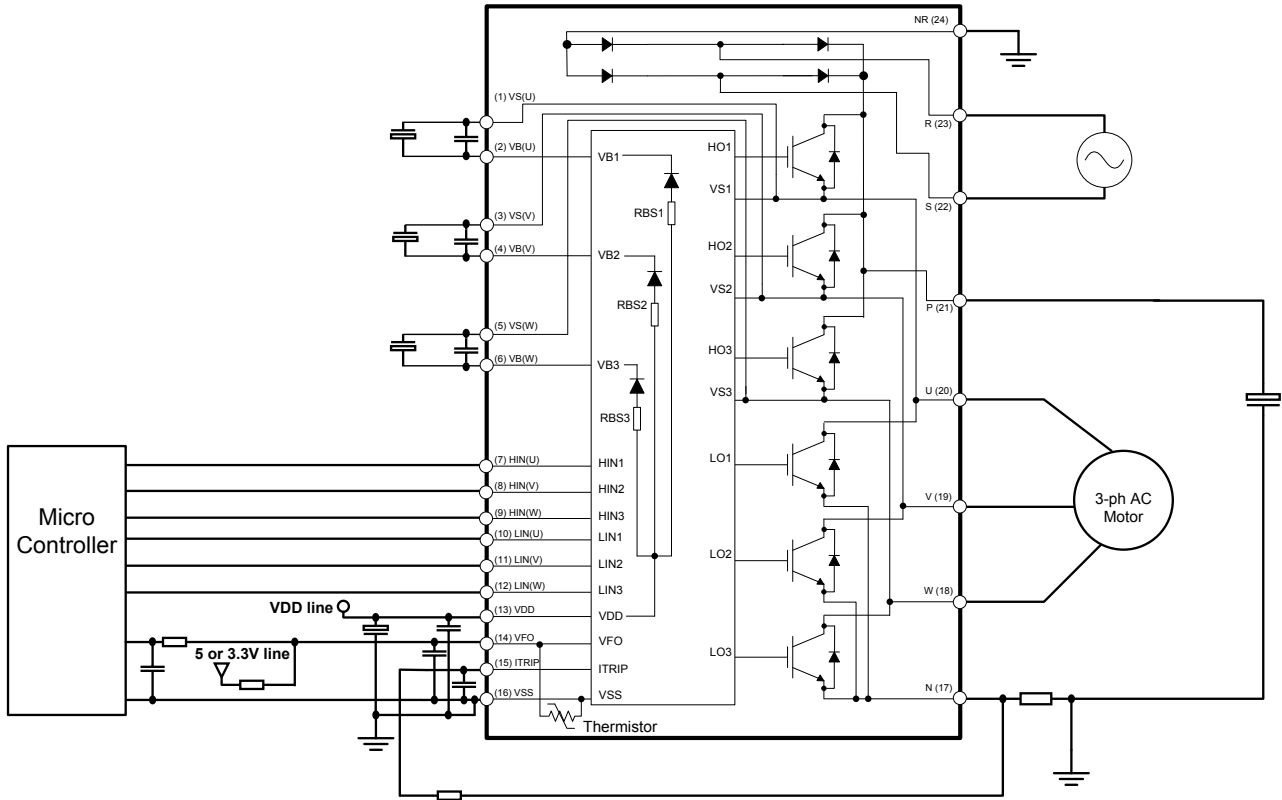 NR (24)
(1) VS(U)
R (23)
HO1
(2) VB(U)
VB1
VS1
S (22)
RBS1
(3) VS(V)
HO2
(4) VB(V)
VB2
VS2
RBS2
P (21)
(5) VS(W)
HO3
(6) VB(W)
VB3
VS3
U (20)
RBS3
(7) HIN(U)
HIN1
LO1
(8) HIN(V)
HIN2
V (19)
3-ph AC
Motor
Micro
Controller
(9) HIN(W)
HIN3
(10) LIN(U)
LIN1
(11) LIN(V)
LIN2
LO2
(12) LIN(W)
LIN3
W (18)
VDD line
(13) VDD
VDD
(14) VFO
VFO
5 or 3.3V line
LO3
(15) ITRIP
ITRIP
(16) VSS
VSS
N (17)
Thermistor